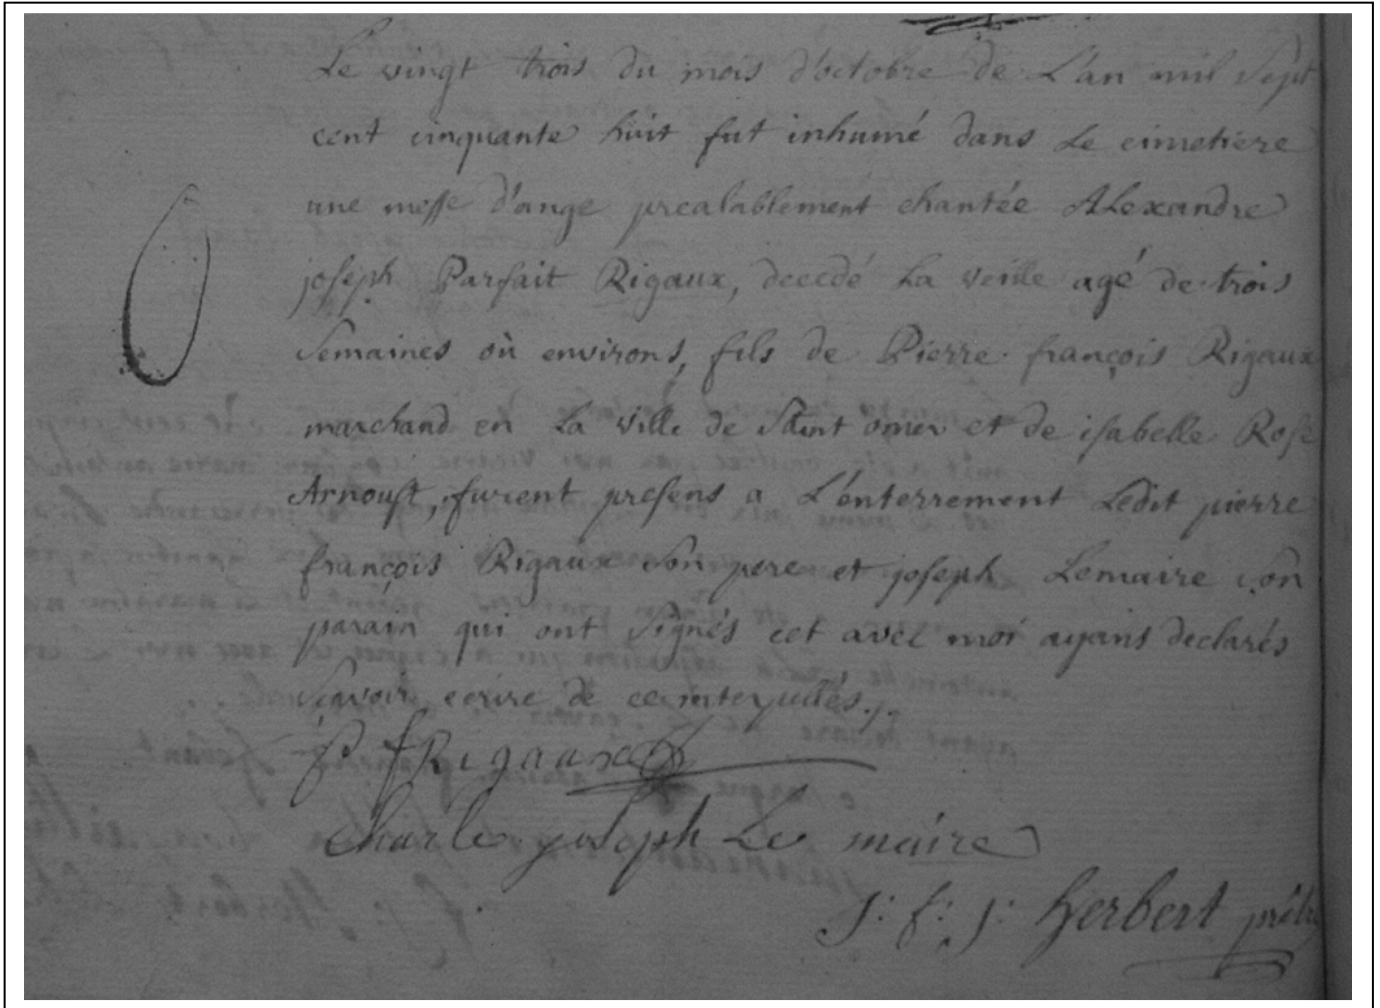 Le vingt trois du mois d'octobre de L'an mil sept
cent cinquante huit fut inhumé dans Le cimetiere
une messe d'ange prealablement chantée ALexandre
joseph Parfait Rigaux, decedé La veille agé de trois
semaines où environs, fils de Pierre françois Rigaux
marchand en La ville de Saint omer et de isabelle Rose
Arnoust, furent presens a L'enterrement Ledit pierre
françois Rigaux son pere et joseph Lemaire son
parain qui ont signés cet avec moi ayans declarés
sçavoir ecrire de ce interpellés./.
P f Rigaux
Charle joseph Le maire
J: f: j: herbert prêtre